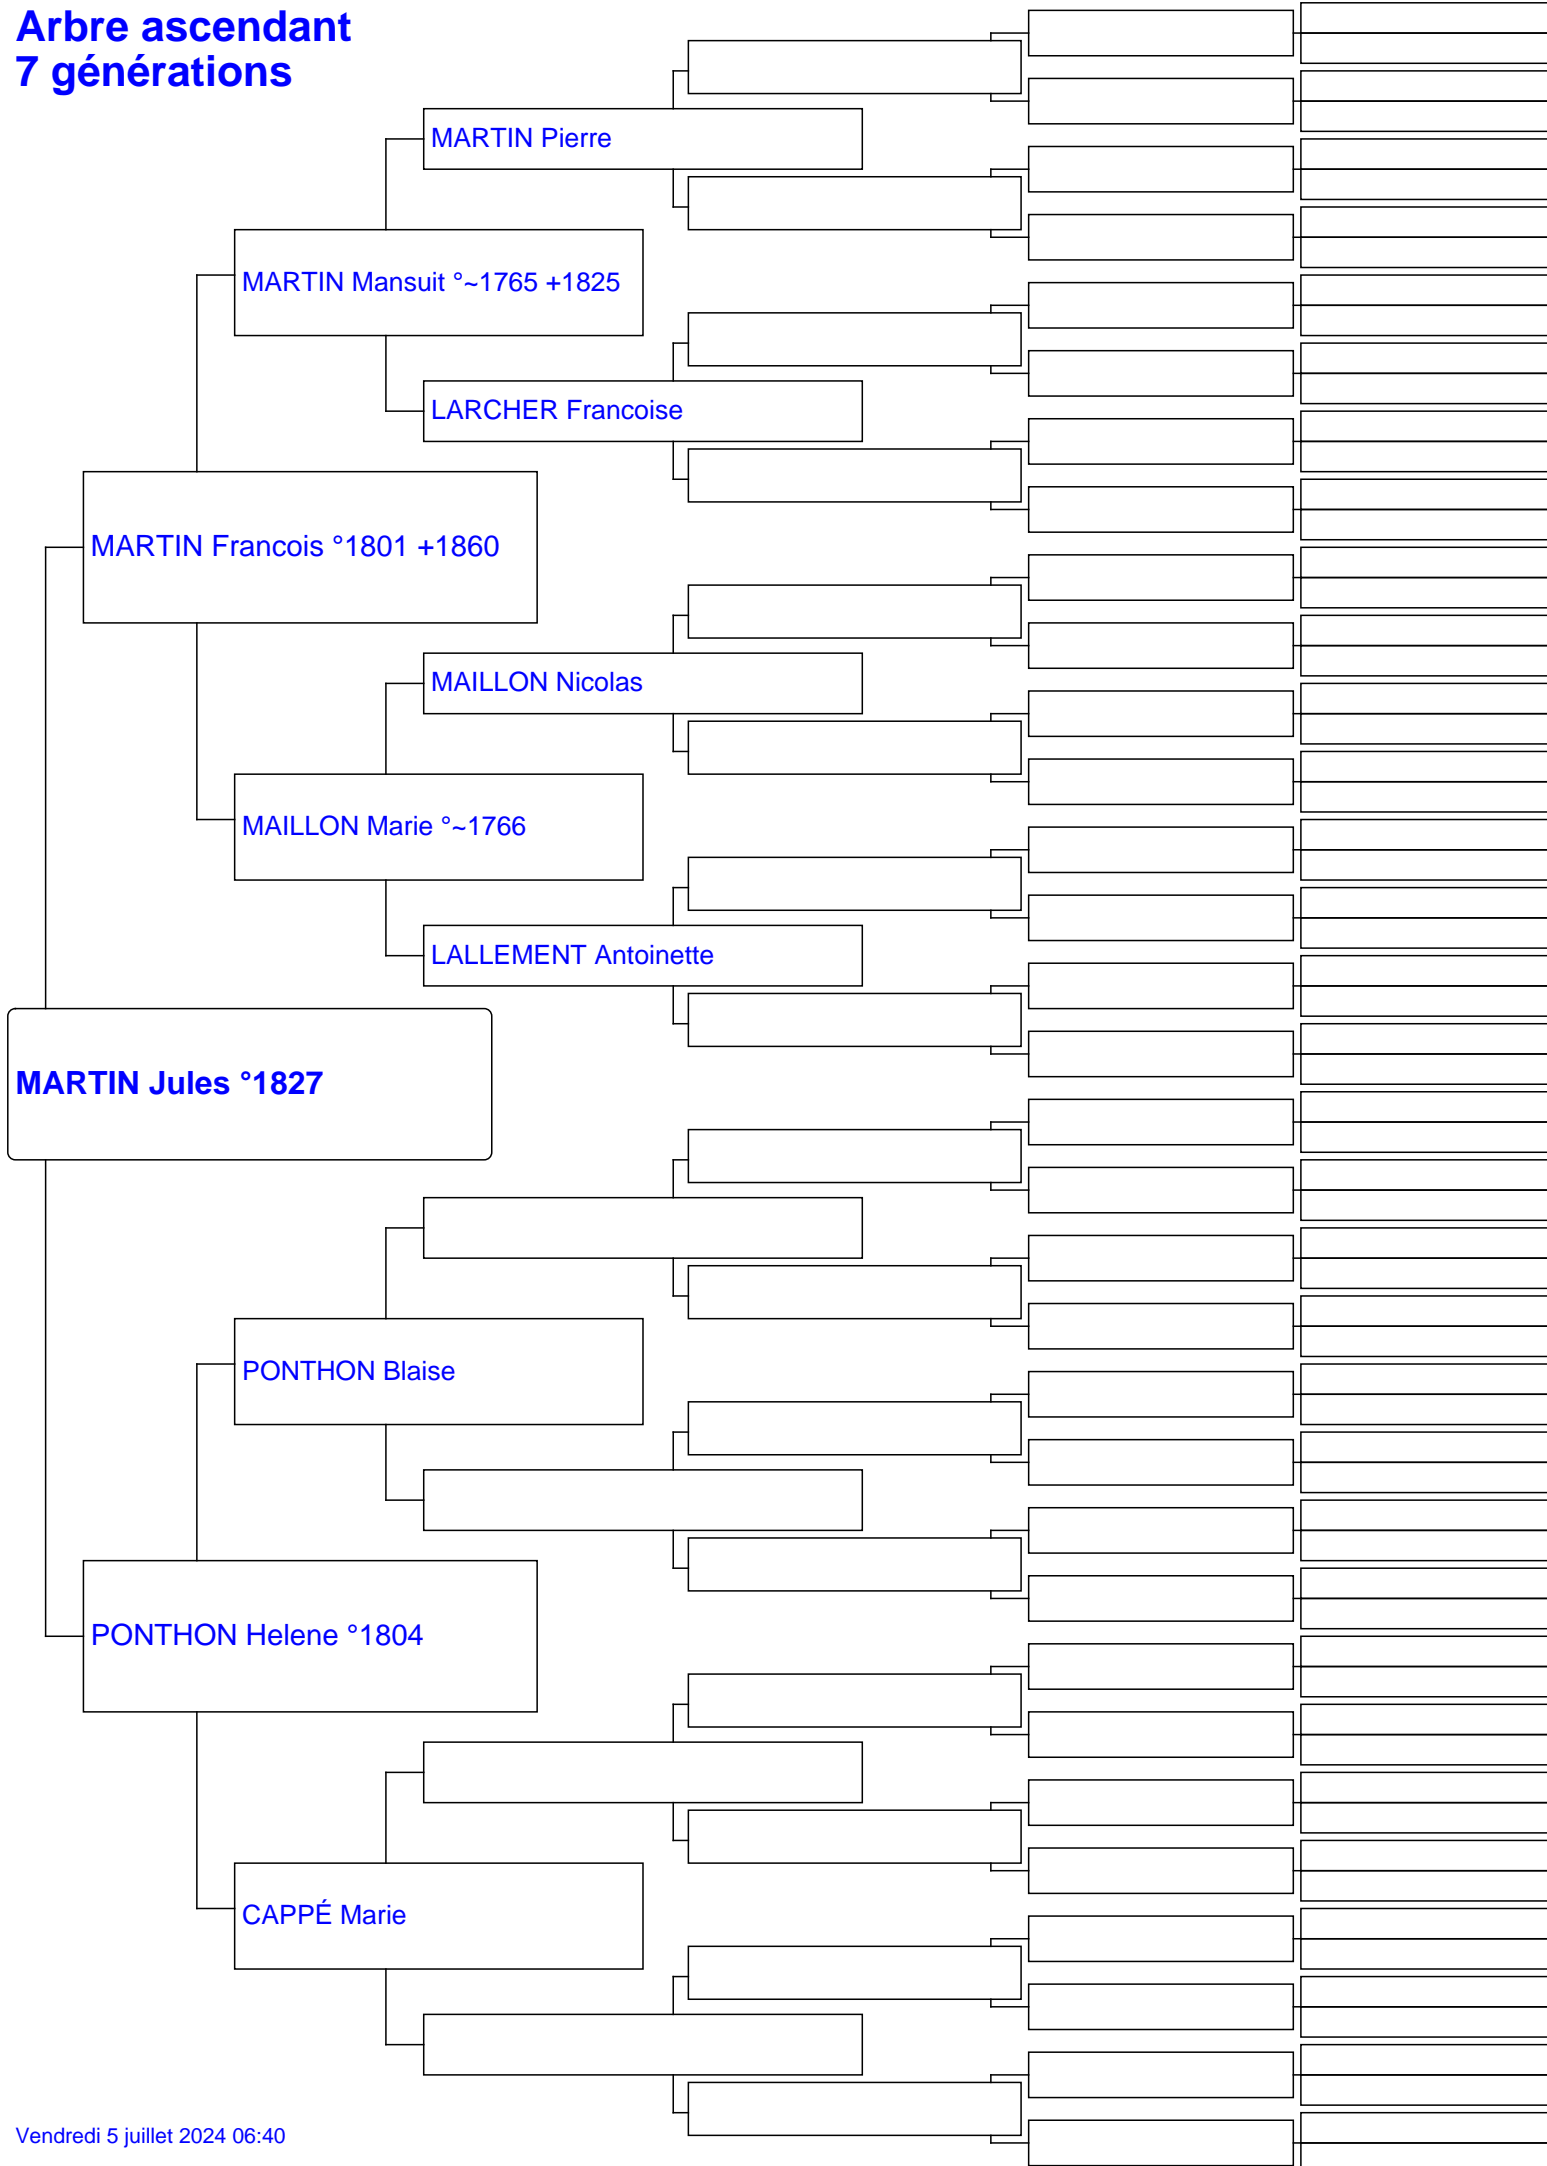 Arbre ascendant
7 générations
MARTIN Pierre
MARTIN Mansuit °~1765 +1825
LARCHER Francoise
MARTIN Francois °1801 +1860
MAILLON Nicolas
MAILLON Marie °~1766
LALLEMENT Antoinette
MARTIN Jules °1827
PONTHON Blaise
PONTHON Helene °1804
CAPPÉ Marie
Vendredi 5 juillet 2024 06:40